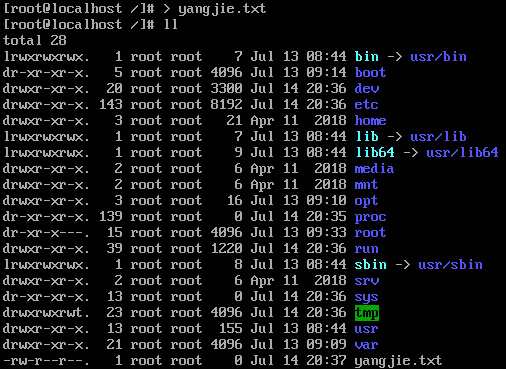 [root@localhost /]# > yangjie.txt
[root@localhost /]# ll
total 28
lrwxrwxrwx.   1 root root    7 Jul 13 08:44 bin -> usr/bin
dr-xr-xr-x.   5 root root 4096 Jul 13 09:14 boot
drwxr-xr-x.  20 root root 3300 Jul 14 20:36 dev
drwxr-xr-x. 143 root root 8192 Jul 14 20:36 etc
drwxr-xr-x.   3 root root   21 Apr 11  2018 home
lrwxrwxrwx.   1 root root    7 Jul 13 08:44 lib -> usr/lib
lrwxrwxrwx.   1 root root    9 Jul 13 08:44 lib64 -> usr/lib64
drwxr-xr-x.   2 root root    6 Apr 11  2018 media
drwxr-xr-x.   2 root root    6 Apr 11  2018 mnt
drwxr-xr-x.   3 root root   16 Jul 13 09:10 opt
dr-xr-xr-x. 139 root root    0 Jul 14 20:35 proc
dr-xr-x---.  15 root root 4096 Jul 13 09:33 root
drwxr-xr-x.  39 root root 1220 Jul 14 20:36 run
lrwxrwxrwx.   1 root root    8 Jul 13 08:44 sbin -> usr/sbin
drwxr-xr-x.   2 root root    6 Apr 11  2018 srv
dr-xr-xr-x.  13 root root    0 Jul 14 20:36 sys
drwxrwxrwt.  23 root root 4096 Jul 14 20:36 tmp
drwxr-xr-x.  13 root root  155 Jul 13 08:44 usr
drwxr-xr-x.  21 root root 4096 Jul 13 09:09 var
-rw-r--r--.   1 root root    0 Jul 14 20:37 yangjie.txt